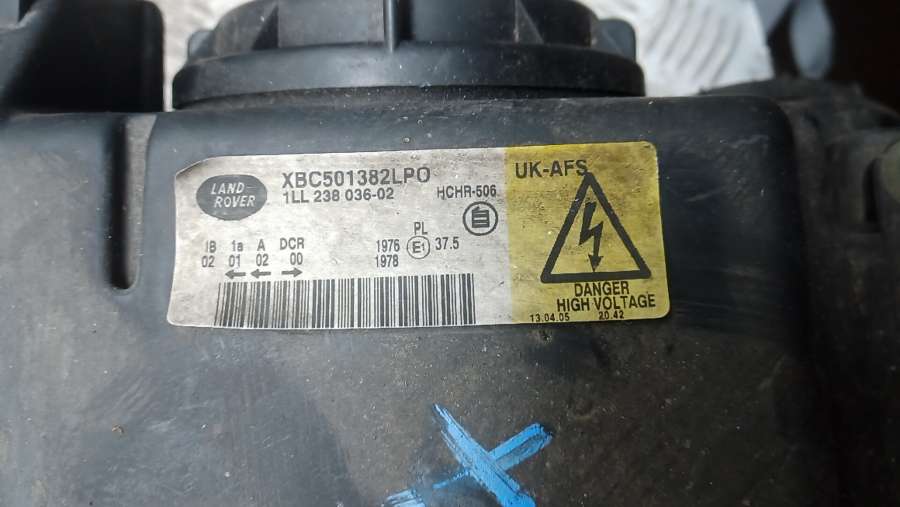 LAND-
ROVER
XBC501382LPO
1LL 238 036-02
HCHR-506
IB 1a A DCR
02 01 02 00
PL
1976 E1 37.5
1978
UK-AFS
DANGER
HIGH VOLTAGE
13.04.05 20.42